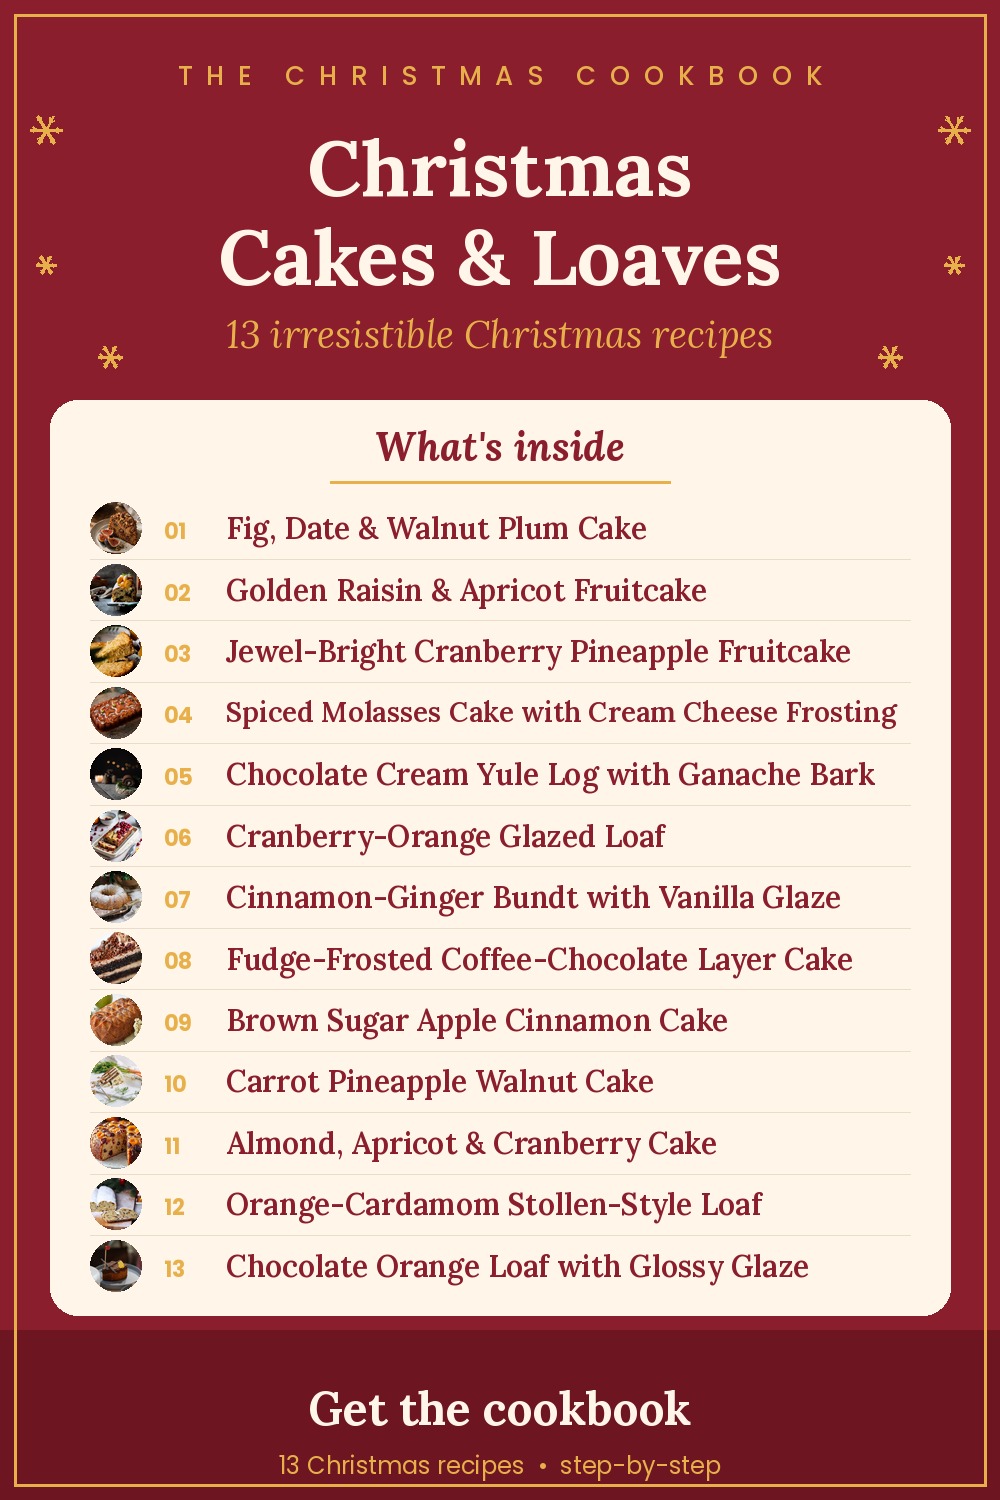 THE CHRISTMAS COOKBOOK
Christmas
Cakes & Loaves
13 irresistible Christmas recipes
What's inside
01 Fig, Date & Walnut Plum Cake
02 Golden Raisin & Apricot Fruitcake
03 Jewel-Bright Cranberry Pineapple Fruitcake
04 Spiced Molasses Cake with Cream Cheese Frosting
05 Chocolate Cream Yule Log with Ganache Bark
06 Cranberry-Orange Glazed Loaf
07 Cinnamon-Ginger Bundt with Vanilla Glaze
08 Fudge-Frosted Coffee-Chocolate Layer Cake
09 Brown Sugar Apple Cinnamon Cake
10 Carrot Pineapple Walnut Cake
11 Almond, Apricot & Cranberry Cake
12 Orange-Cardamom Stollen-Style Loaf
13 Chocolate Orange Loaf with Glossy Glaze
Get the cookbook
13 Christmas recipes • step-by-step